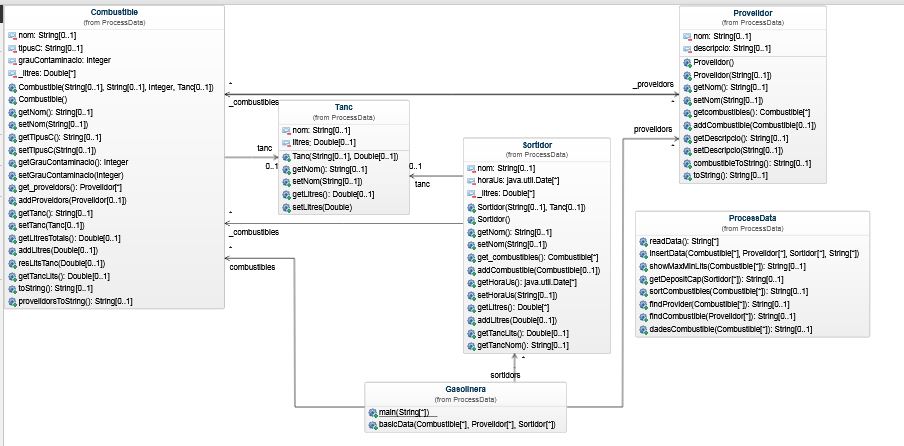 Combustible
(from ProcessData)
nom: String[0..1]
tipusC: String[0..1]
grauContaminacio: Integer
_litres: Double[*]
Combustible(String[0..1], String[0..1], Integer, Tanc[0..1])
Combustible()
getNom(): String[0..1]
setNom(String[0..1])
getTipusC(): String[0..1]
setTipusC(String[0..1])
getGrauContaminacio(): Integer
setGrauContaminacio(Integer)
get_proveidors(): Proveidor[*]
addProveidors(Proveidor[0..1])
getTanc(): String[0..1]
setTanc(Tanc[0..1])
getLitresTotals(): Double[0..1]
addLitres(Double[0..1])
resLitsTanc(Double[0..1])
getTancLits(): Double[0..1]
toString(): String[0..1]
proveidorsToString(): String[0..1]
*
_combustibles
_proveidors
*
tanc
0..1
Tanc
(from ProcessData)
nom: String[0..1]
litres: Double[0..1]
Tanc(String[0..1], Double[0..1])
getNom(): String[0..1]
setNom(String[0..1])
getLitres(): Double[0..1]
setLitres(Double)
0..1
tanc
*
_combustibles
*
combustibles
Sortidor
(from ProcessData)
nom: String[0..1]
horaUs: java.util.Date[*]
_litres: Double[*]
Sortidor(String[0..1], Tanc[0..1])
Sortidor()
getNom(): String[0..1]
setNom(String[0..1])
get_combustibles(): Combustible[*]
addCombustible(Combustible[0..1])
getHoraUs(): java.util.Date[*]
setHoraUs(String[0..1])
getLitres(): Double[*]
addLitres(Double[0..1])
getTancLits(): Double[0..1]
getTancNom(): String[0..1]
*
sortidors
Proveidor
(from ProcessData)
nom: String[0..1]
descripcio: String[0..1]
Proveidor()
Proveidor(String[0..1])
getNom(): String[0..1]
setNom(String[0..1])
getcombustibles(): Combustible[*]
addCombustible(Combustible[0..1])
getDescripcio(): String[0..1]
setDescripcio(String[0..1])
combustibleToString(): String[0..1]
toString(): String[0..1]
proveidors
*
ProcessData
(from ProcessData)
readData(): String[*]
insertData(Combustible[*], Proveidor[*], Sortidor[*], String[*])
showMaxMinLits(Combustible[*]): String[0..1]
getDepositCap(Sortidor[*]): String[0..1]
sortCombustibles(Combustible[*]): String[0..1]
findProvider(Combustible[*]): String[0..1]
findCombustible(Proveidor[*]): String[0..1]
dadesCombustible(Combustible[*]): String[0..1]
Gasolinera
(from ProcessData)
main(String[*])
basicData(Combustible[*], Proveidor[*], Sortidor[*])